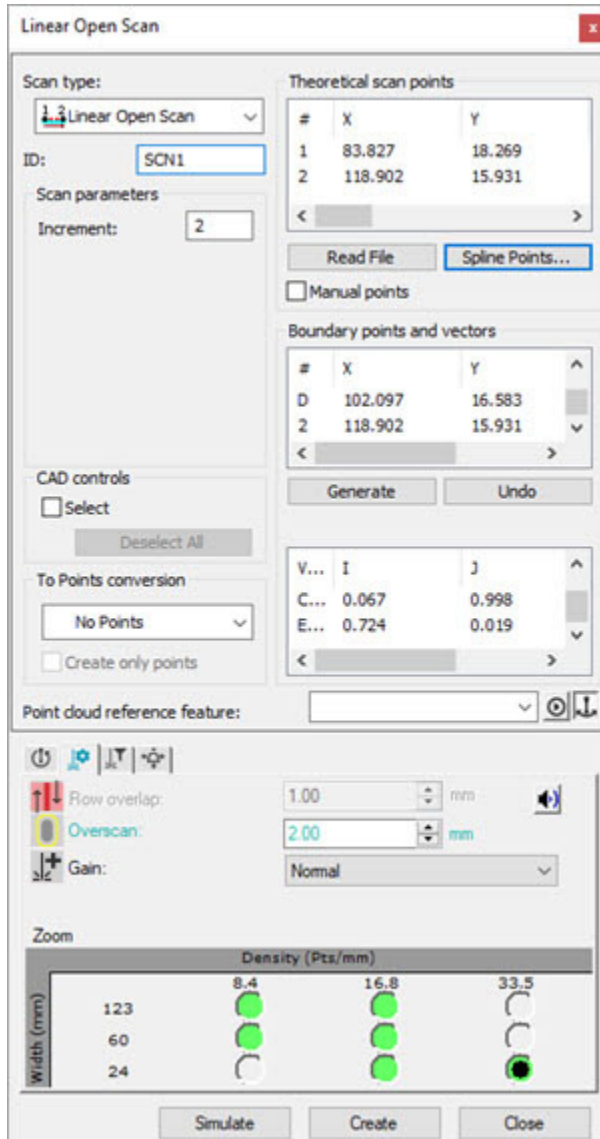 Linear Open Scan
x
Scan type:
Linear Open Scan
ID:
SCN1
Scan parameters
Increment:
2
CAD controls
Select
Deselect All
To Points conversion
No Points
Create only points
Theoretical scan points
# X Y
1 83.827 18.269
2 118.902 15.931
Read File
Spline Points...
Manual points
Boundary points and vectors
# X Y
D 102.097 16.583
2 118.902 15.931
Generate
Undo
V... I J
C... 0.067 0.998
E... 0.724 0.019
Point cloud reference feature:
Row overlap: 1.00 mm
Overscan: 2.00 mm
Gain: Normal
Zoom
Density (Pts/mm)
8.4 16.8 33.5
Width (mm)
123
60
24
Simulate
Create
Close